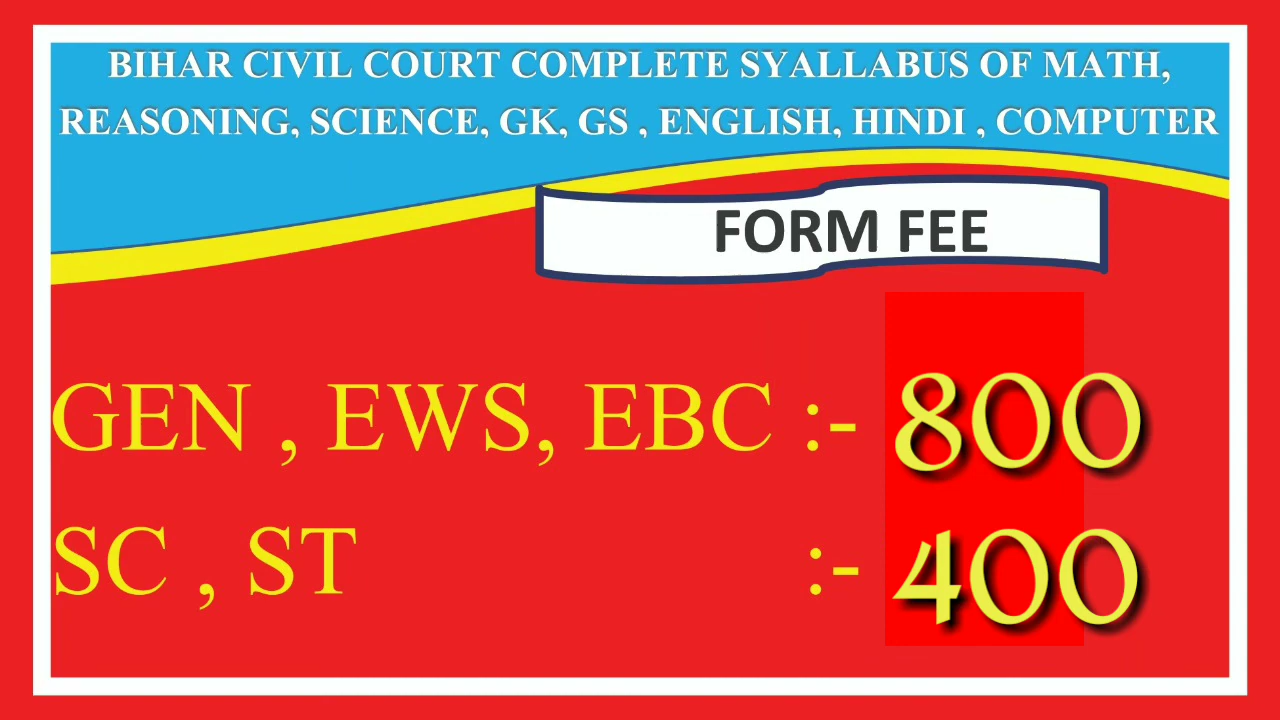 BIHAR CIVIL COURT COMPLETE SYALLABUS OF MATH,
REASONING, SCIENCE, GK, GS , ENGLISH, HINDI , COMPUTER
FORM FEE
GEN , EWS, EBC :- 800
SC , ST :- 400